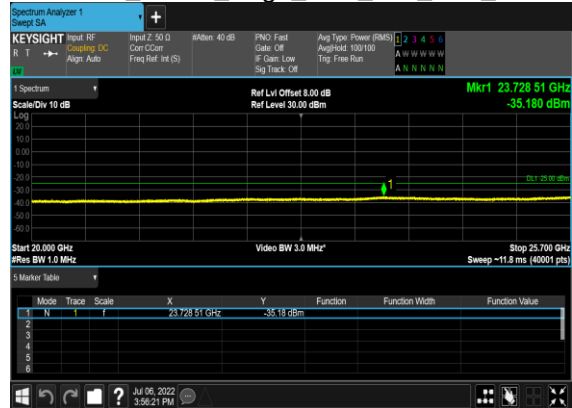 Spectrum Analyzer 1
Swept SA
+
KEYSIGHT Input: RF Input Z: 50 Ω #Atten: 40 dB PNO: Fast Avg Type: Power (RMS) 1 2 3 4 5 6
R T Coupling: DC Corr CCorr Gate: Off Avg|Hold: 100/100 A W W W W W
Align: Auto Freq Ref: Int (S) IF Gain: Low Trig: Free Run
Sig Track: Off A N N N N N
1 Spectrum Ref Lvl Offset 8.00 dB Mkr1 23.728 51 GHz
Scale/Div 10 dB Ref Level 30.00 dBm -35.180 dBm
Log
20.0
10.0
0.00
-10.0
-20.0
1
DL1 -25.00 dBm
-30.0
-40.0
-50.0
-60.0
Start 20.000 GHz Video BW 3.0 MHz* Stop 25.700 GHz
#Res BW 1.0 MHz Sweep ~11.8 ms (40001 pts)
5 Marker Table
Mode Trace Scale X Y Function Function Width Function Value
1 N 1 f 23.728 51 GHz -35.18 dBm
2
3
4
5
6
? Jul 06, 2022
3:56:21 PM